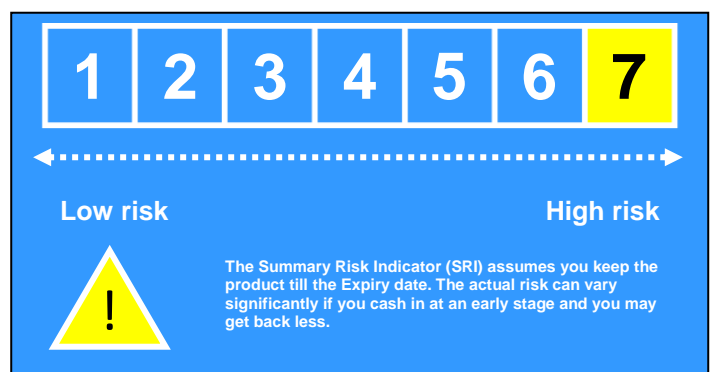 1 2 3 4 5 6 7
Low risk High risk
!
The Summary Risk Indicator (SRI) assumes you keep the
product till the Expiry date. The actual risk can vary
significantly if you cash in at an early stage and you may
get back less.